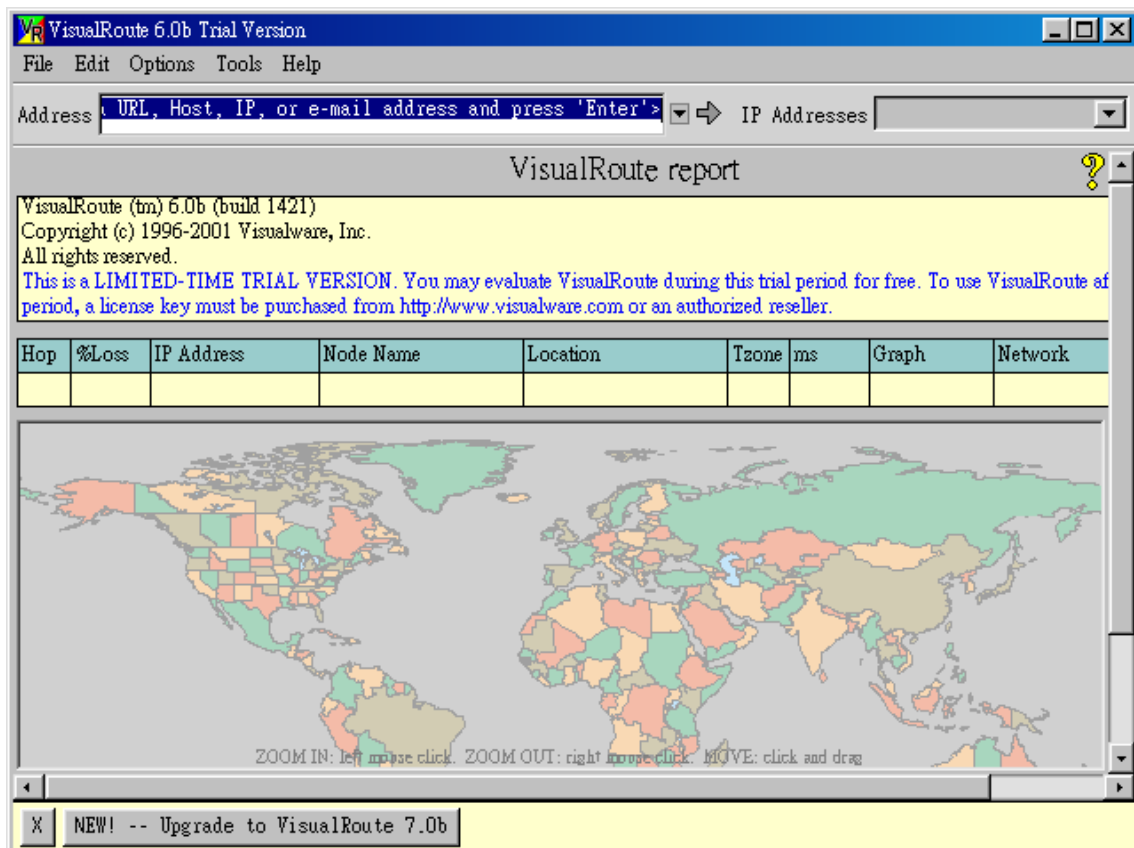 VisualRoute 6.0b Trial Version
File Edit Options Tools Help
Address URL, Host, IP, or e-mail address and press 'Enter'> IP Addresses
VisualRoute report
VisualRoute (tm) 6.0b (build 1421)
Copyright (c) 1996-2001 Visualware, Inc.
All rights reserved.
This is a LIMITED-TIME TRIAL VERSION. You may evaluate VisualRoute during this trial period for free. To use VisualRoute af
period, a license key must be purchased from http://www.visualware.com or an authorized reseller.
Hop %Loss IP Address Node Name Location Tzone ms Graph Network
ZOOM IN: left mouse click. ZOOM OUT: right mouse click. MOVE: click and drag
X NEW! -- Upgrade to VisualRoute 7.0b